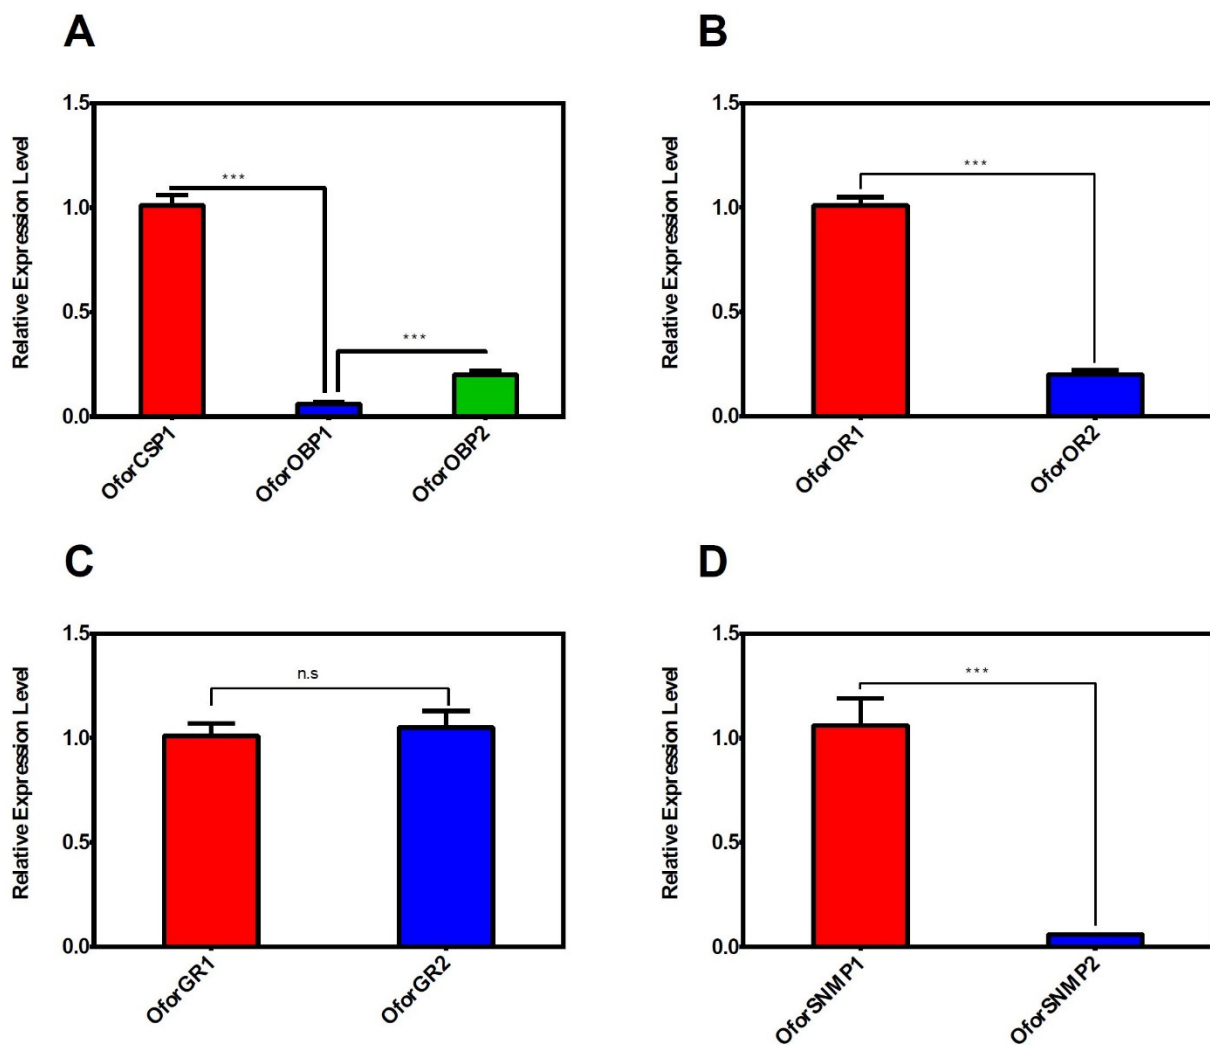 A
Relative Expression Level
1.5
1.0
0.5
0.0
***
***
OforCSP1
OforOBP1
OforOBP2
B
Relative Expression Level
1.5
1.0
0.5
0.0
***
OforOR1
OforOR2
C
Relative Expression Level
1.5
1.0
0.5
0.0
n.s
OforGR1
OforGR2
D
Relative Expression Level
1.5
1.0
0.5
0.0
***
OforSNMP1
OforSNMP2